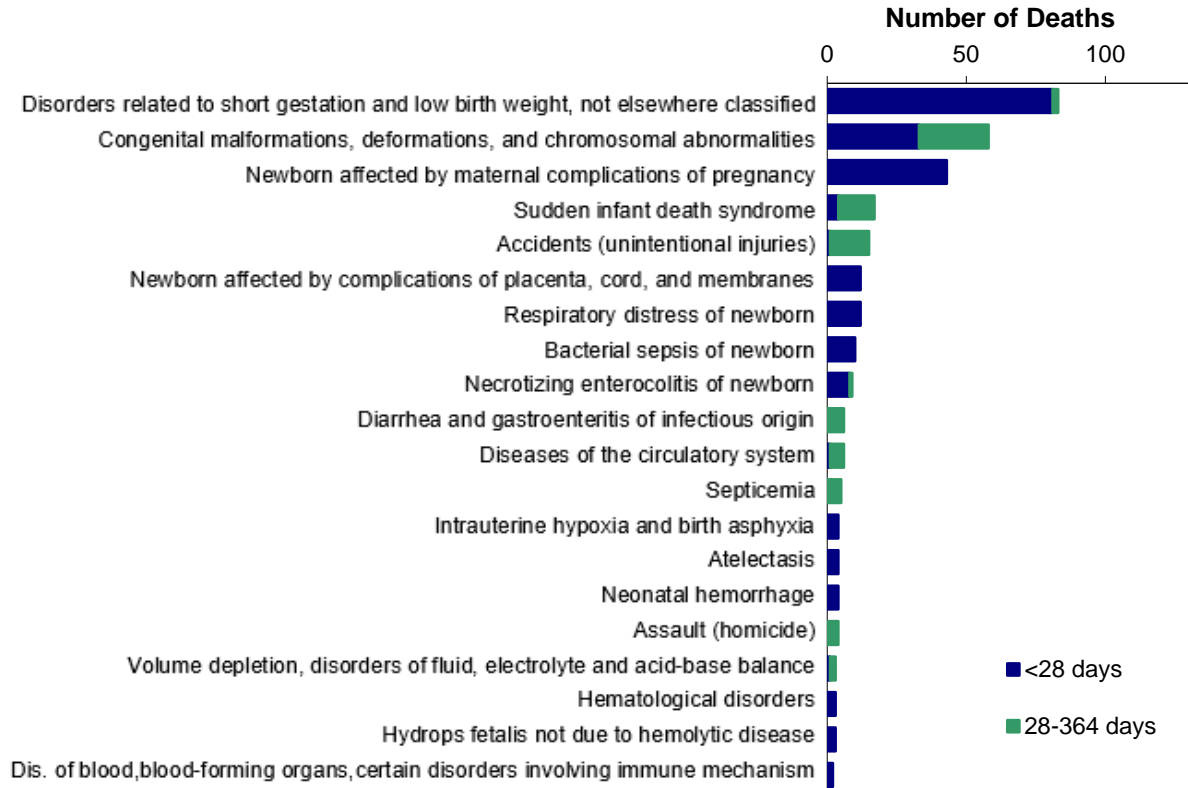 Number of Deaths
0 50 100
Disorders related to short gestation and low birth weight, not elsewhere classified
Congenital malformations, deformations, and chromosomal abnormalities
Newborn affected by maternal complications of pregnancy
Sudden infant death syndrome
Accidents (unintentional injuries)
Newborn affected by complications of placenta, cord, and membranes
Respiratory distress of newborn
Bacterial sepsis of newborn
Necrotizing enterocolitis of newborn
Diarrhea and gastroenteritis of infectious origin
Diseases of the circulatory system
Septicemia
Intrauterine hypoxia and birth asphyxia
Atelectasis
Neonatal hemorrhage
Assault (homicide)
Volume depletion, disorders of fluid, electrolyte and acid-base balance
<28 days
Hematological disorders
28-364 days
Hydrops fetalis not due to hemolytic disease
Dis. of blood,blood-forming organs,certain disorders involving immune mechanism